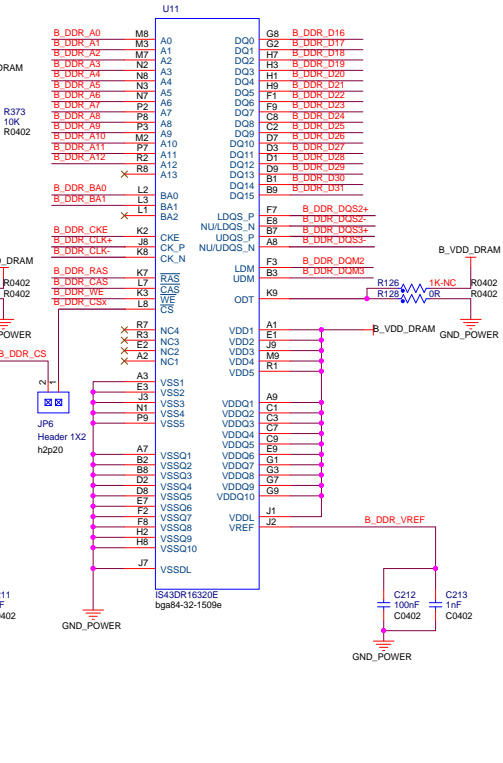 U11
B_DDR_A0 M8 A0 DQ0 G8 B_DDR_D16
B_DDR_A1 M3 A1 DQ1 G2 B_DDR_D17
B_DDR_A2 M7 A2 DQ2 H7 B_DDR_D18
B_DDR_A3 N2 A3 DQ3 H3 B_DDR_D19
B_DDR_A4 N8 A4 DQ4 H1 B_DDR_D20
B_DDR_A5 N3 A5 DQ5 H9 B_DDR_D21
B_DDR_A6 N7 A6 DQ6 F1 B_DDR_D22
B_DDR_A7 P2 A7 DQ7 F9 B_DDR_D23
B_DDR_A8 P8 A8 DQ8 C8 B_DDR_D24
B_DDR_A9 P3 A9 DQ9 C2 B_DDR_D25
B_DDR_A10 M2 A10 DQ10 D7 B_DDR_D26
B_DDR_A11 P7 A11 DQ11 D3 B_DDR_D27
B_DDR_A12 R2 A12 DQ12 D1 B_DDR_D28
R8 A13 DQ13 D9 B_DDR_D29
DQ14 B1 B_DDR_D30
DQ15 B9 B_DDR_D31
DRAM
R373
10K
R0402
B_DDR_BA0 L2 BA0
B_DDR_BA1 L3 BA1
L1 BA2
LDQS_P F7 B_DDR_DQS2+
NU/LDQS_N E8 B_DDR_DQS2-
UDQS_P B7 B_DDR_DQS3+
NU/UDQS_N A8 B_DDR_DQS3-
B_DDR_CKE K2 CKE
B_DDR_CLK+ J8 CK_P
B_DDR_CLK- K8 CK_N
LDM F3 B_DDR_DQM2
UDM B3 B_DDR_DQM3
B_VDD_DRAM
D_DRAM
R0402
R0402
POWER
B_DDR_RAS K7 RAS
B_DDR_CAS L7 CAS
B_DDR_WE K3 WE
B_DDR_CSx L8 CS
ODT K9
R126 1K-NC R0402
R128 0R R0402
GND_POWER
B_DDR_CS
2 1
JP6
Header 1X2
h2p20
R7 NC4
R3 NC3
E2 NC2
A2 NC1
VDD1 A1 B_VDD_DRAM
VDD2 E1
VDD3 J9
VDD4 M9
VDD5 R1
A3 VSS1
E3 VSS2
J3 VSS3
N1 VSS4
P9 VSS5
VDDQ1 A9
VDDQ2 C1
VDDQ3 C3
VDDQ4 C7
VDDQ5 C9
VDDQ6 E9
VDDQ7 G1
VDDQ8 G3
VDDQ9 G7
VDDQ10 G9
A7 VSSQ1
B2 VSSQ2
B8 VSSQ3
D2 VSSQ4
D8 VSSQ5
E7 VSSQ6
F2 VSSQ7
F8 VSSQ8
H2 VSSQ9
H8 VSSQ10
VDDL J1
VREF J2 B_DDR_VREF
J7 VSSDL
IS43DR16320E
bga84-32-1509e
GND_POWER
C212
100nF
C0402
C213
1nF
C0402
GND_POWER
11
F
0402